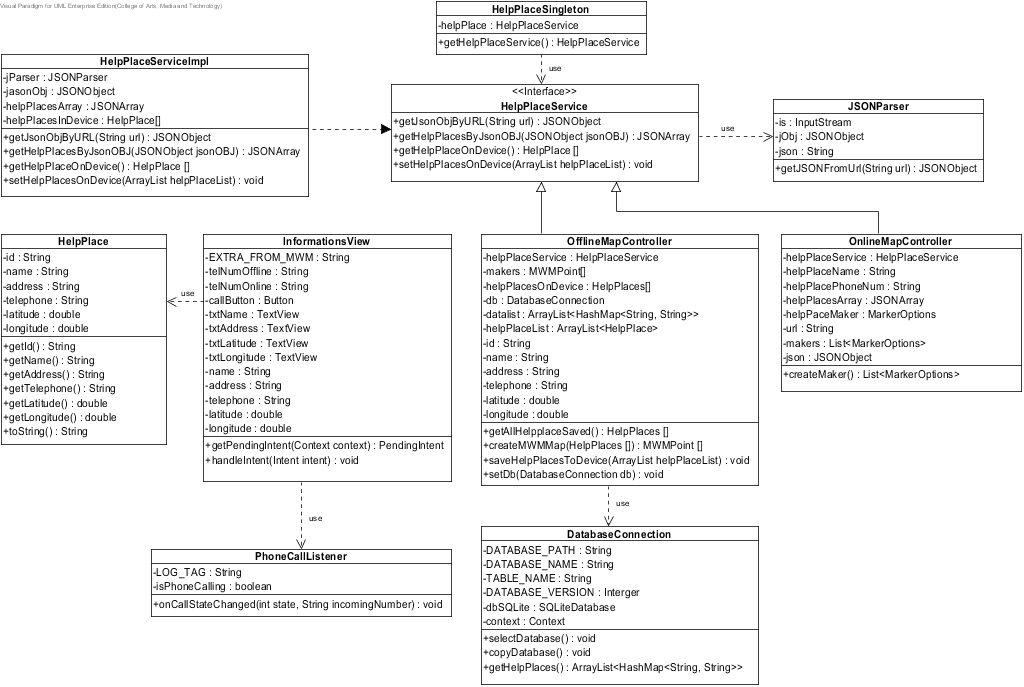 Visual Paradigm for UML Enterprise Edition(College of Arts, Media and Technology)
HelpPlaceSingleton
-helpPlace : HelpPlaceService
+getHelpPlaceService() : HelpPlaceService
use
HelpPlaceServiceImpl
-jParser : JSONParser
-jasonObj : JSONObject
-helpPlacesArray : JSONArray
-helpPlacesInDevice : HelpPlace[]
+getJsonObjByURL(String url) : JSONObject
+getHelpPlacesByJsonOBJ(JSONObject jsonOBJ) : JSONArray
+getHelpPlaceOnDevice() : HelpPlace []
+setHelpPlacesOnDevice(ArrayList helpPlaceList) : void
<<Interface>>
HelpPlaceService
+getJsonObjByURL(String url) : JSONObject
+getHelpPlacesByJsonOBJ(JSONObject jsonOBJ) : JSONArray
+getHelpPlaceOnDevice() : HelpPlace []
+setHelpPlacesOnDevice(ArrayList helpPlaceList) : void
use
JSONParser
-is : InputStream
-jObj : JSONObject
-json : String
+getJSONFromUrl(String url) : JSONObject
HelpPlace
-id : String
-name : String
-address : String
-telephone : String
-latitude : double
-longitude : double
+getId() : String
+getName() : String
+getAddress() : String
+getTelephone() : String
+getLatitude() : double
+getLongitude() : double
+toString() : String
use
InformationsView
-EXTRA_FROM_MWM : String
-telNumOffline : String
-telNumOnline : String
-callButton : Button
-txtName : TextView
-txtAddress : TextView
-txtLatitude : TextView
-txtLongitude : TextView
-name : String
-address : String
-telephone : String
-latitude : double
-longitude : double
+getPendingIntent(Context context) : PendingIntent
+handleIntent(Intent intent) : void
use
OfflineMapController
-helpPlaceService : HelpPlaceService
-makers : MWMPoint[]
-helpPlacesOnDevice : HelpPlaces[]
-db : DatabaseConnection
-datalist : ArrayList<HashMap<String, String>>
-helpPlaceList : ArrayList<HelpPlace>
-id : String
-name : String
-address : String
-telephone : String
-latitude : double
-longitude : double
+getAllHelpplaceSaved() : HelpPlaces []
+createMWMMap(HelpPlaces []) : MWMPoint []
+saveHelpPlacesToDevice(ArrayList helpPlaceList) : void
+setDb(DatabaseConnection db) : void
use
OnlineMapController
-helpPlaceService : HelpPlaceService
-helpPlaceName : String
-helpPlacePhoneNum : String
-helpPlacesArray : JSONArray
-helpPaceMaker : MarkerOptions
-url : String
-makers : List<MarkerOptions>
-json : JSONObject
+createMaker() : List<MarkerOptions>
PhoneCallListener
-LOG_TAG : String
-isPhoneCalling : boolean
+onCallStateChanged(int state, String incomingNumber) : void
DatabaseConnection
-DATABASE_PATH : String
-DATABASE_NAME : String
-TABLE_NAME : String
-DATABASE_VERSION : Interger
-dbSQLite : SQLiteDatabase
-context : Context
+selectDatabase() : void
+copyDatabase() : void
+getHelpPlaces() : ArrayList<HashMap<String, String>>